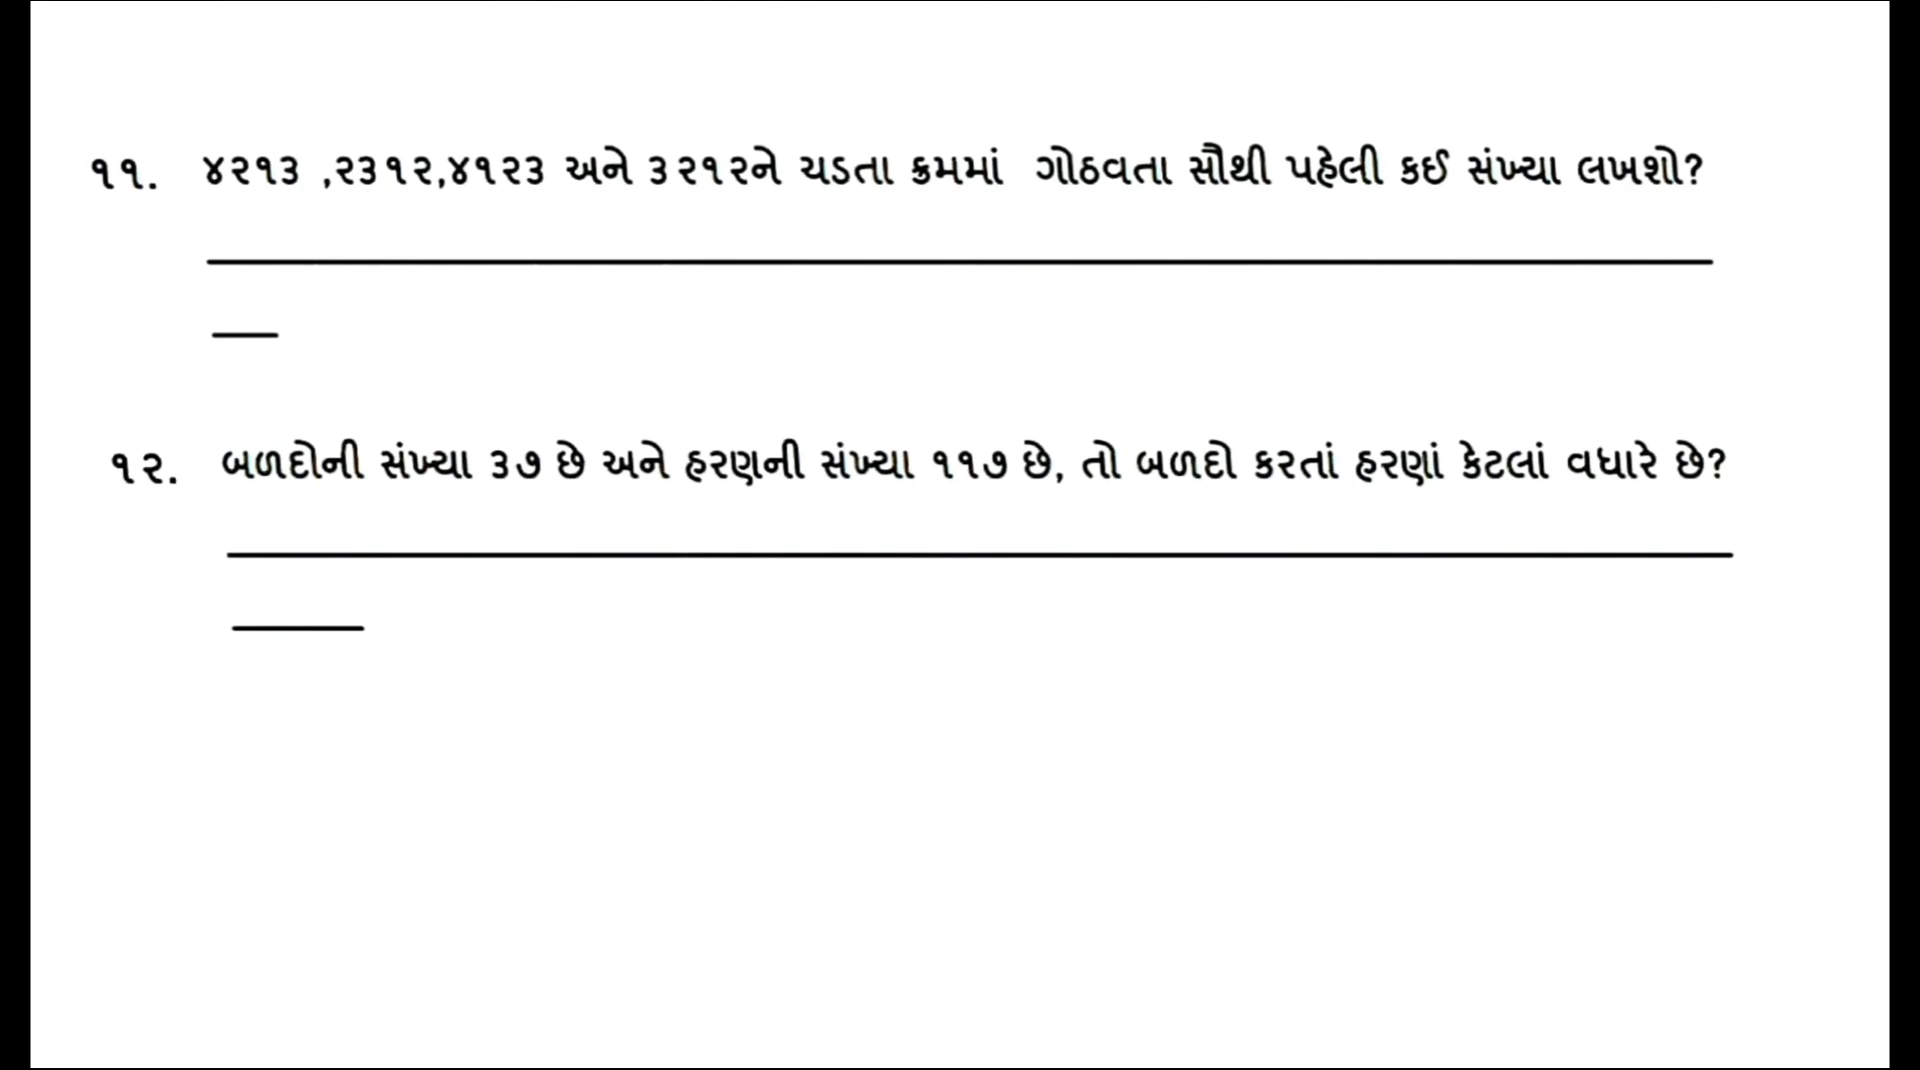 ૧૧. ૪૨૧૩ ,૨૩૧૨,૪૧૨૩ અને ૩૨૧૨ને ચડતા ક્રમમાં ગોઠવતા સૌથી પહેલી કઈ સંખ્યા લખશો?
૧૨. બળદોની સંખ્યા ૩૭ છે અને હરણની સંખ્યા ૧૧૭ છે, તો બળદો કરતાં હરણાં કેટલાં વધારે છે?